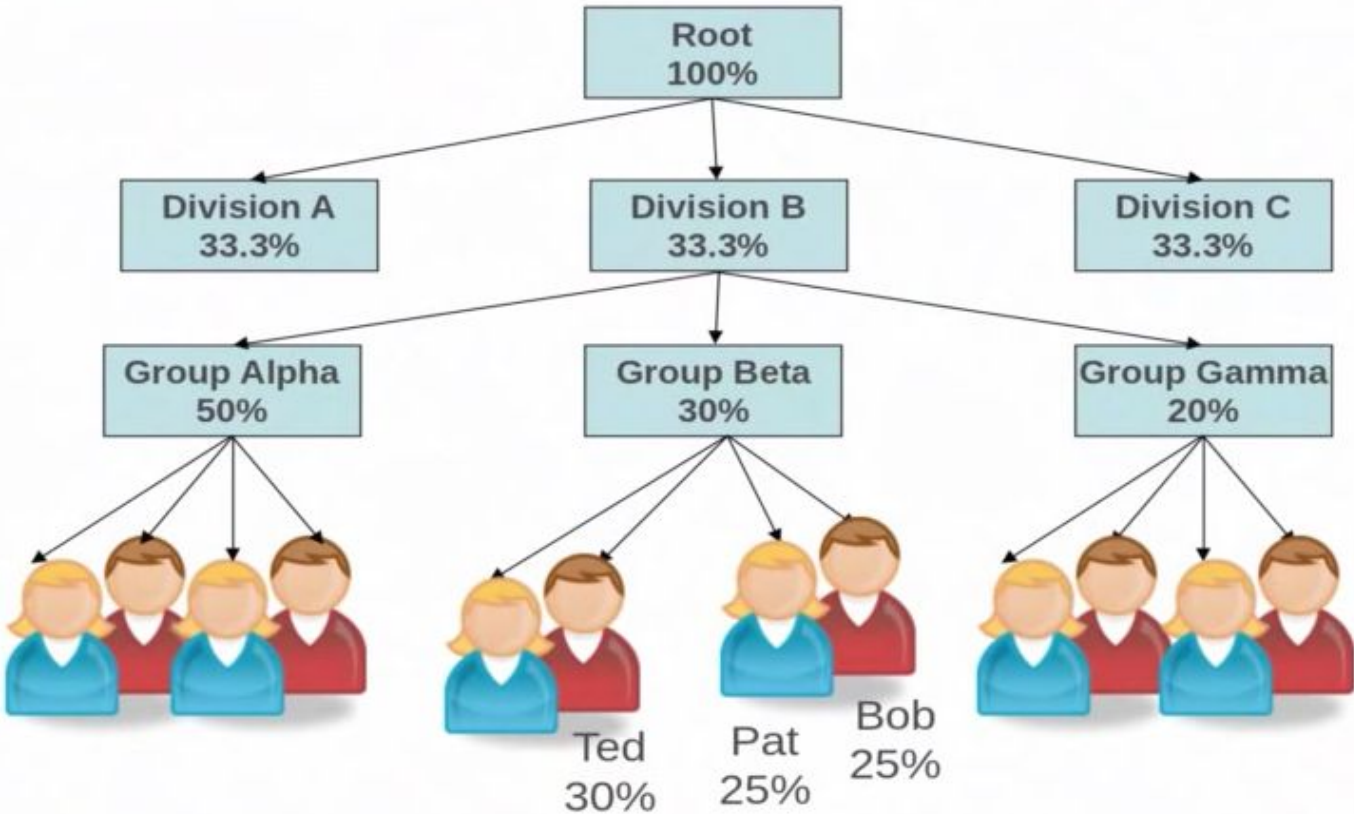 Root
100%
Division A
33.3%
Division B
33.3%
Division C
33.3%
Group Alpha
50%
Group Beta
30%
Group Gamma
20%
Ted
30%
Pat
25%
Bob
25%